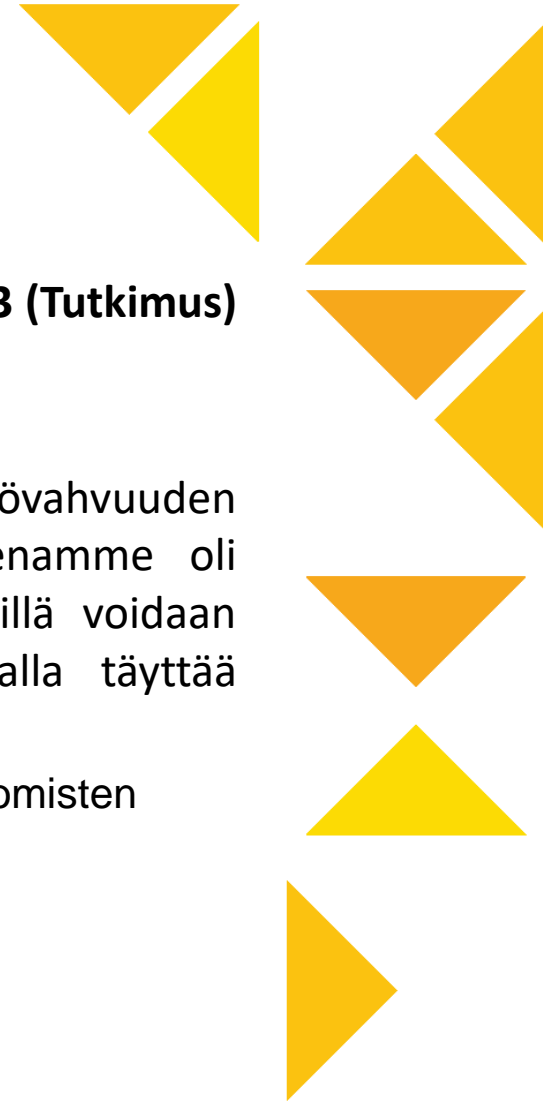 3 (Tutkimus)
övahvuuden
enamme oli
illä voidaan
alla täyttää
omisten